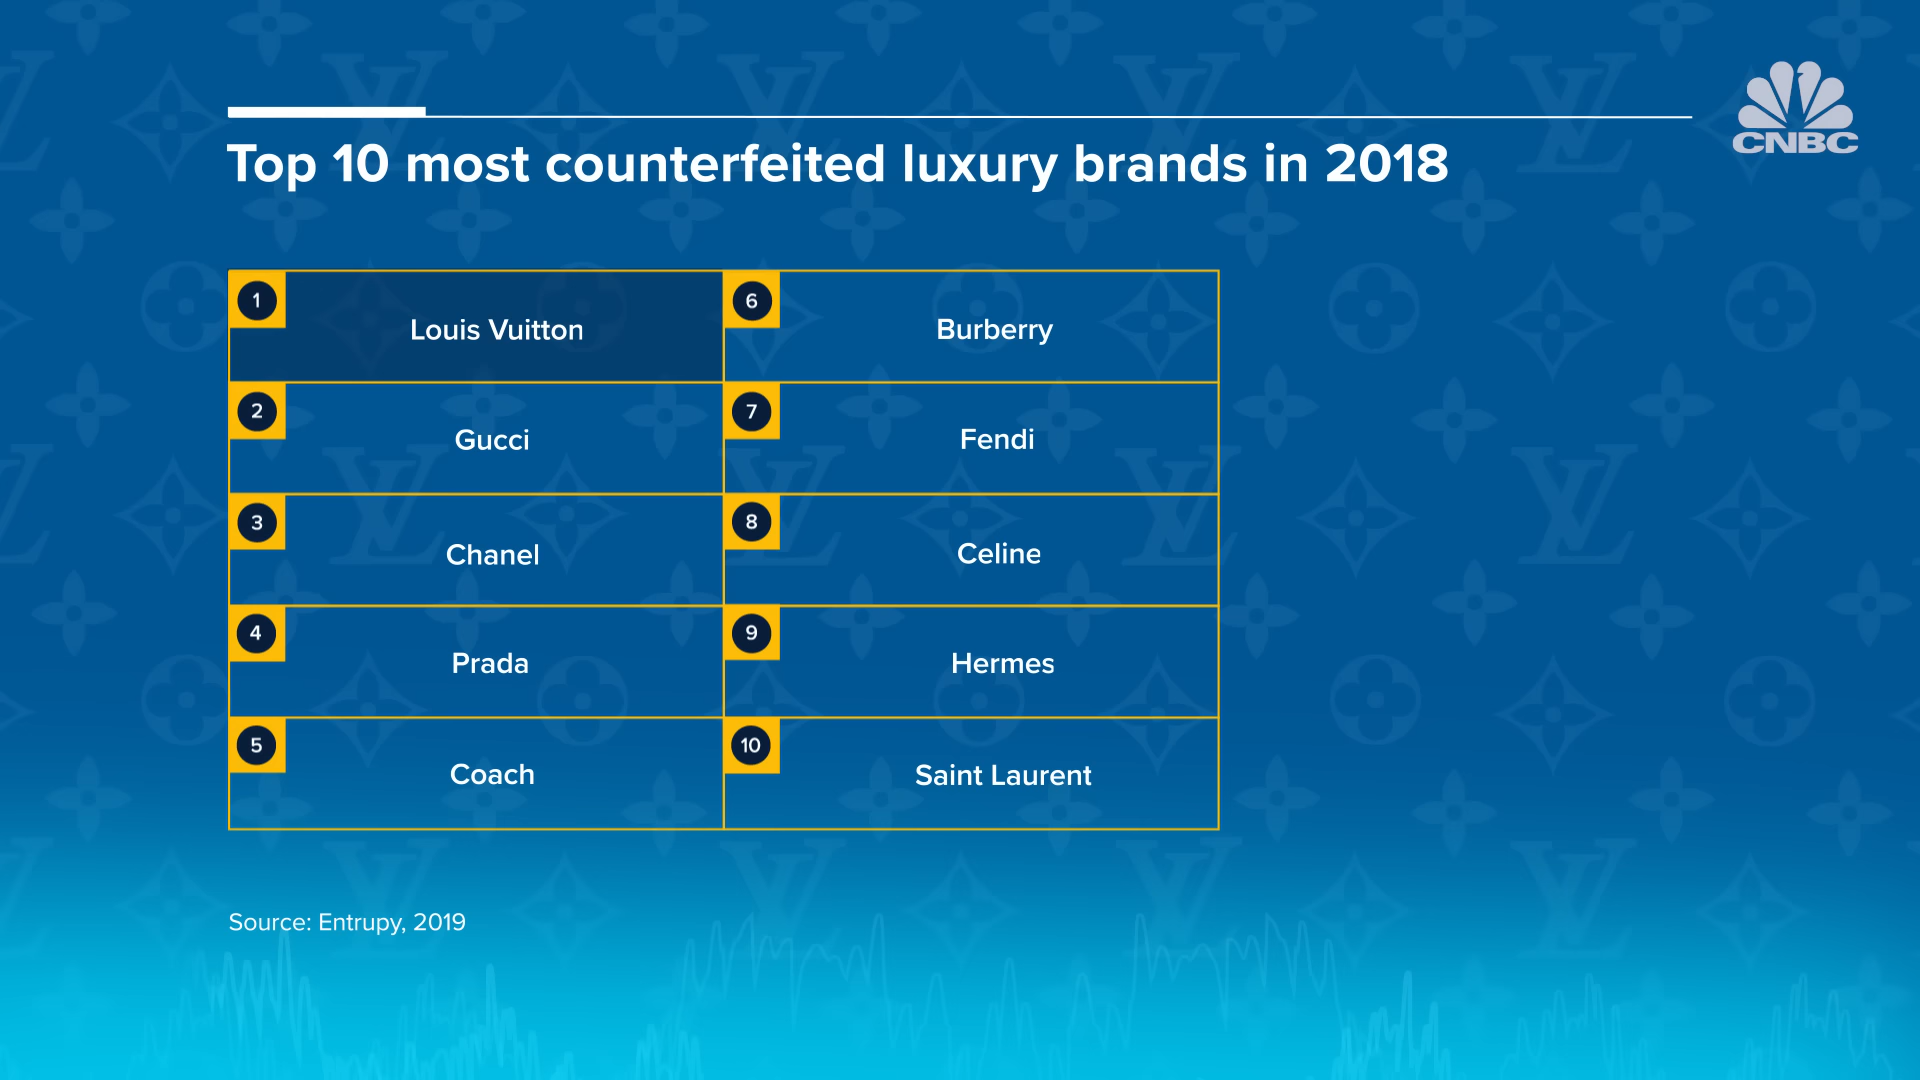 CNBC
Top 10 most counterfeited luxury brands in 2018
1 Louis Vuitton
2 Gucci
3 Chanel
4 Prada
5 Coach
6 Burberry
7 Fendi
8 Celine
9 Hermes
10 Saint Laurent
Source: Entrupy, 2019